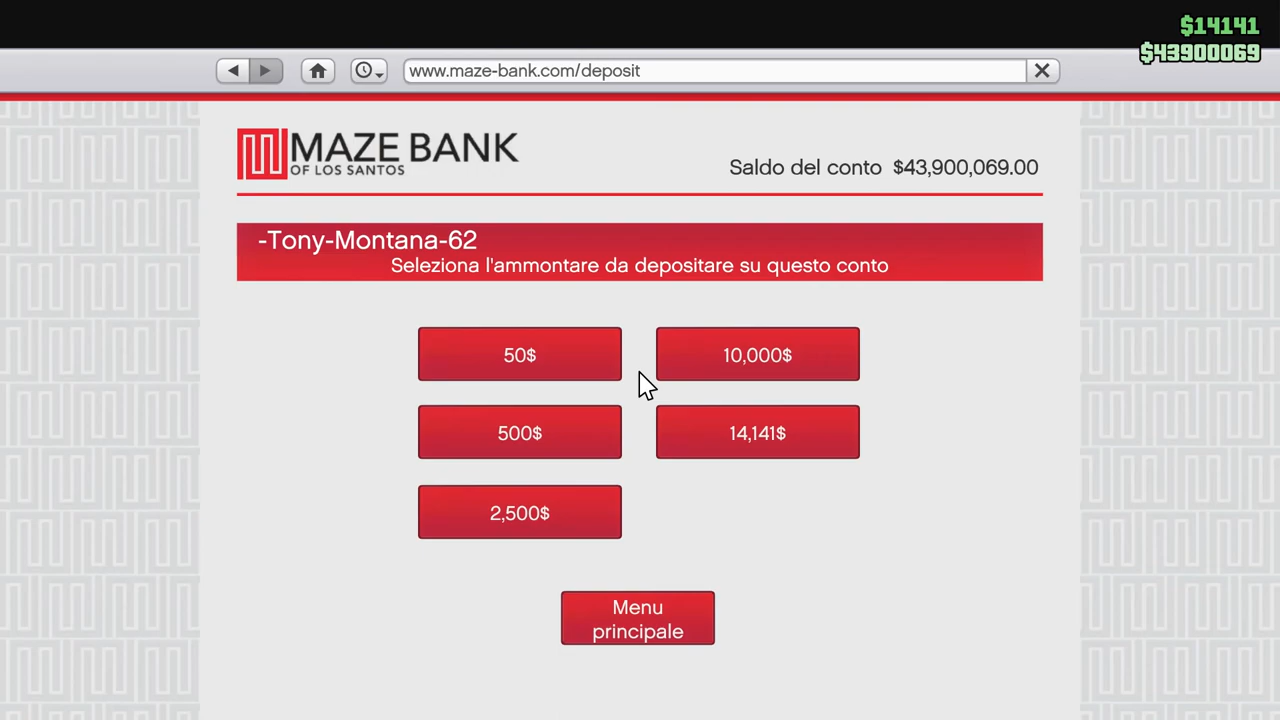 $14141
$43900069
www.maze-bank.com/deposit
MAZE BANK
OF LOS SANTOS
Saldo del conto $43,900,069.00
-Tony-Montana-62
Seleziona l'ammontare da depositare su questo conto
50$
10,000$
500$
14,141$
2,500$
Menu
principale